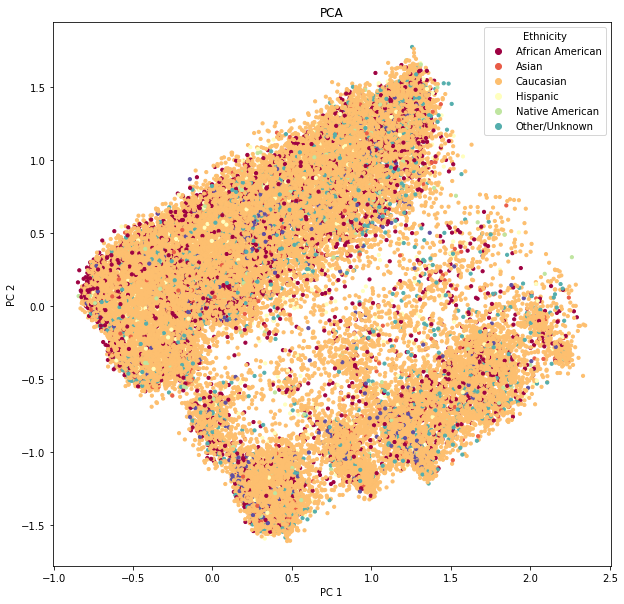 PCA
Ethnicity
African American
Asian
Caucasian
Hispanic
Native American
Other/Unknown
1.5
1.0
0.5
0.0
−0.5
−1.0
−1.5
PC 2
−1.0
−0.5
0.0
0.5
1.0
1.5
2.0
2.5
PC 1